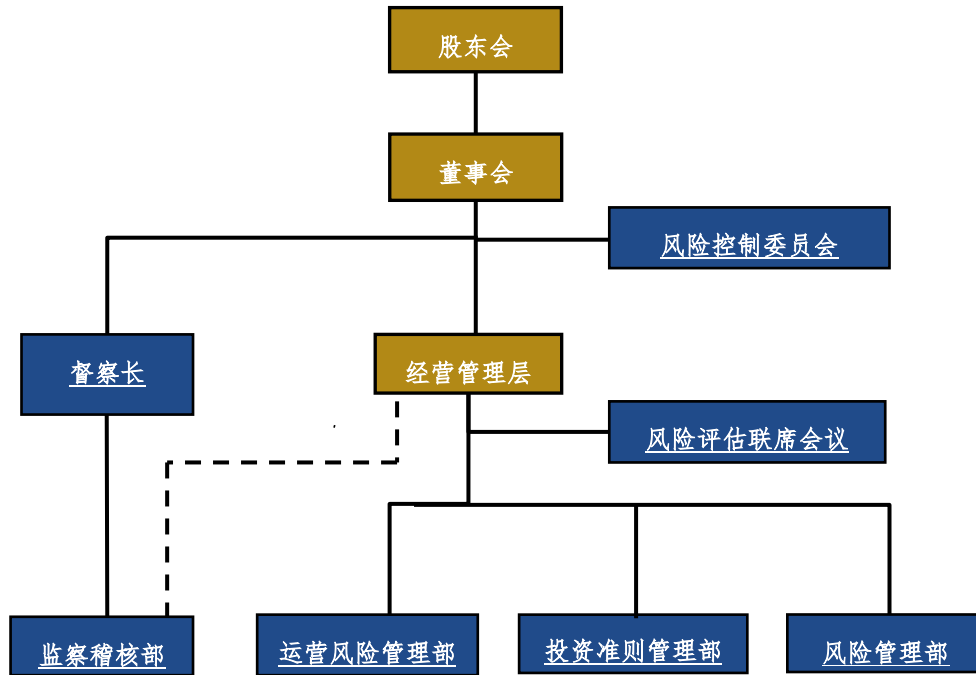 股东会
董事会
风险控制委员会
督察长
经营管理层
风险评估联席会议
监察稽核部
运营风险管理部
投资准则管理部
风险管理部